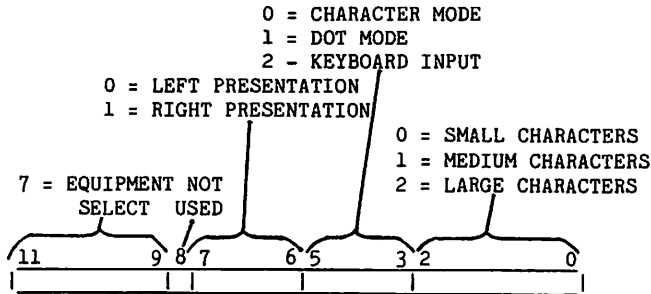 0 = CHARACTER MODE
1 = DOT MODE
2 - KEYBOARD INPUT
0 = LEFT PRESENTATION
1 = RIGHT PRESENTATION
0 = SMALL CHARACTERS
1 = MEDIUM CHARACTERS
2 = LARGE CHARACTERS
7 = EQUIPMENT NOT
SELECT USED
11 9 8 7 6 5 3 2 0